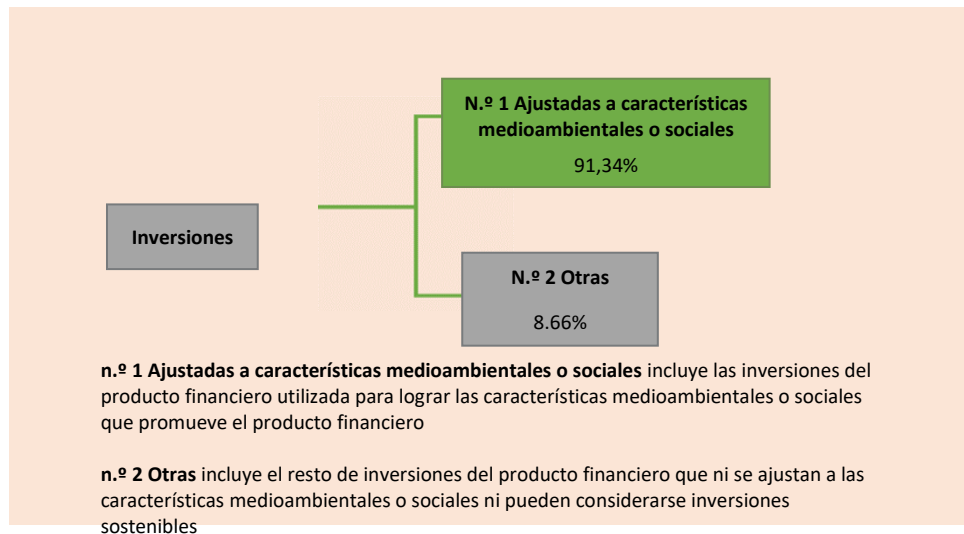 N.º 1 Ajustadas a características
medioambientales o sociales
91,34%
Inversiones
N.º 2 Otras
8.66%
n.º 1 Ajustadas a características medioambientales o sociales incluye las inversiones del
producto financiero utilizada para lograr las características medioambientales o sociales
que promueve el producto financiero
n.º 2 Otras incluye el resto de inversiones del producto financiero que ni se ajustan a las
características medioambientales o sociales ni pueden considerarse inversiones
sostenibles